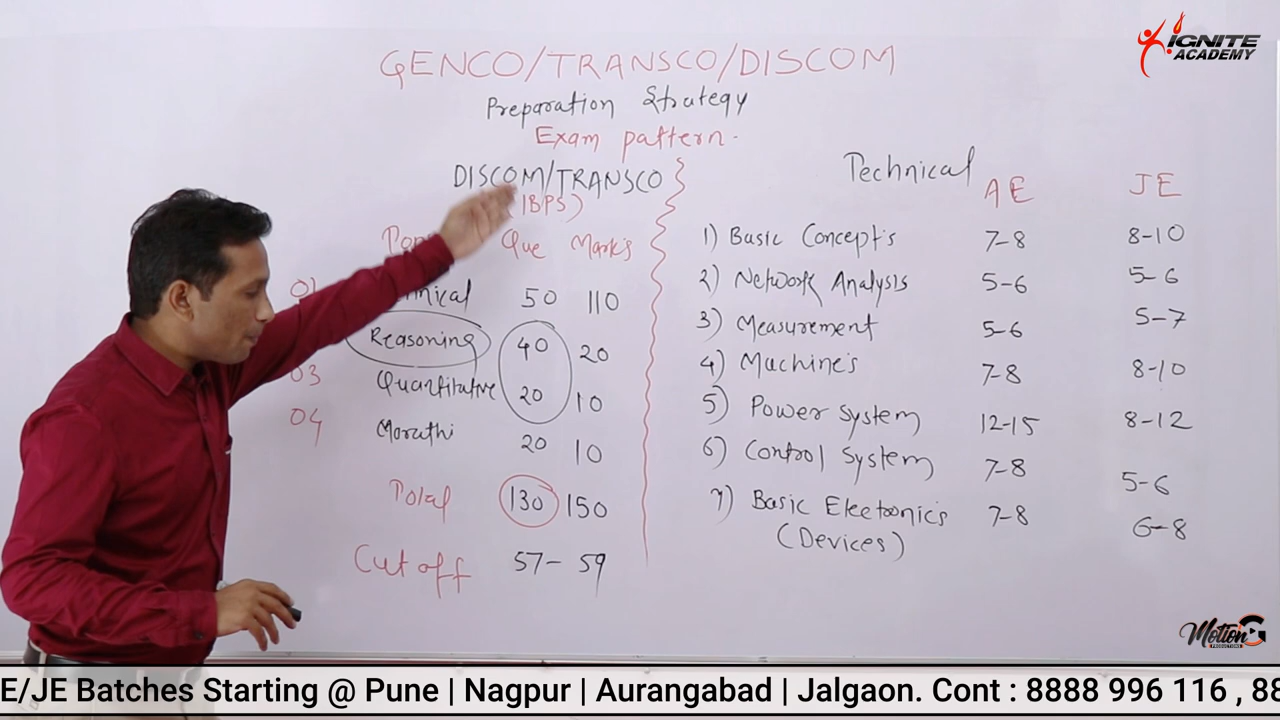 IGNITE
ACADEMY
GENCO/TRANSCO/DISCOM
Preparation Strategy
Exam pattern.
DISCOM/TRANSCO
(IBPS)
Que Mark's
50 110
Reasoning 40 20
03 Quantitative 20 10
04 Marathi 20 10
Total 130 150
Cut off 57-59
Technical AE JE
1) Basic Concept's 7-8 8-10
2) Network Analysis 5-6 5-6
3) Measurement 5-6 5-7
4) Machine's 7-8 8-10
5) Power System 12-15 8-12
6) Control System 7-8 5-6
7) Basic Electronics 7-8 6-8
(Devices)
Motion G
PRODUCTIONS
E/JE Batches Starting @ Pune | Nagpur | Aurangabad | Jalgaon. Cont : 8888 996 116 , 88